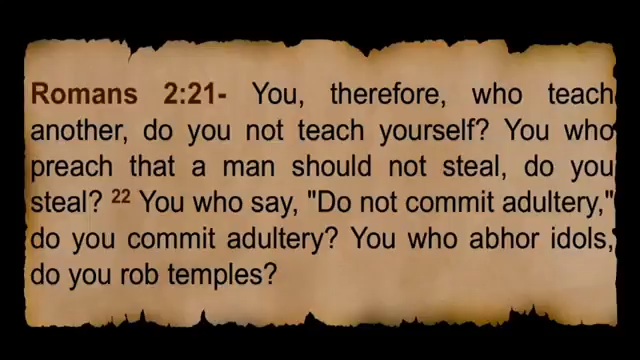 Romans 2:21- You, therefore, who teach
another, do you not teach yourself? You who
preach that a man should not steal, do you
steal? 22 You who say, "Do not commit adultery,"
do you commit adultery? You who abhor idols,
do you rob temples?